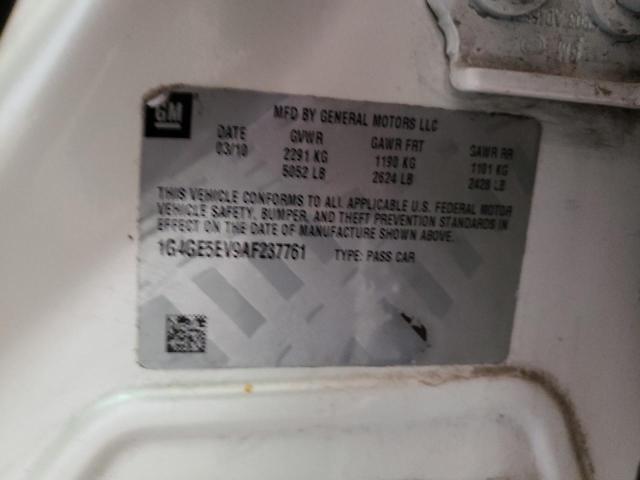 GM
MFD BY GENERAL MOTORS LLC
DATE GVWR GAWR FRT GAWR RR
03/10 2291 KG 1190 KG 1101 KG
5052 LB 2624 LB 2428 LB
THIS VEHICLE CONFORMS TO ALL APPLICABLE U.S. FEDERAL MOTOR
VEHICLE SAFETY, BUMPER, AND THEFT PREVENTION STANDARDS IN
EFFECT ON THE DATE OF MANUFACTURE SHOWN ABOVE.
1G4GE5EV9AF237761 TYPE: PASS CAR